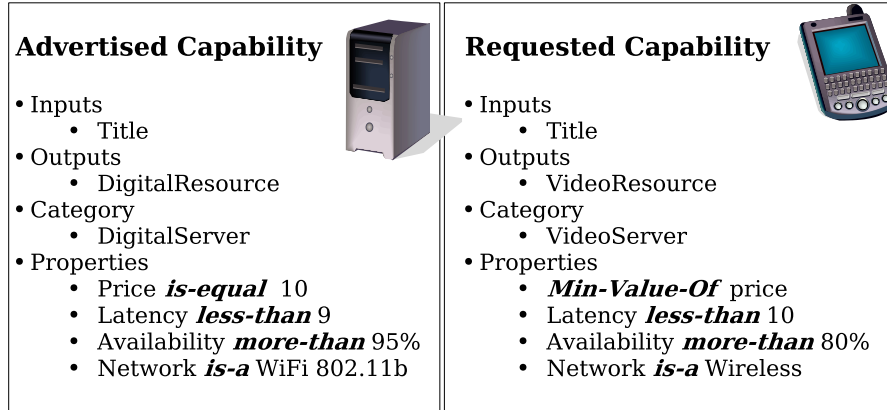 Advertised Capability
• Inputs
• Title
• Outputs
• DigitalResource
• Category
• DigitalServer
• Properties
• Price is-equal 10
• Latency less-than 9
• Availability more-than 95%
• Network is-a WiFi 802.11b
Requested Capability
• Inputs
• Title
• Outputs
• VideoResource
• Category
• VideoServer
• Properties
• Min-Value-Of price
• Latency less-than 10
• Availability more-than 80%
• Network is-a Wireless